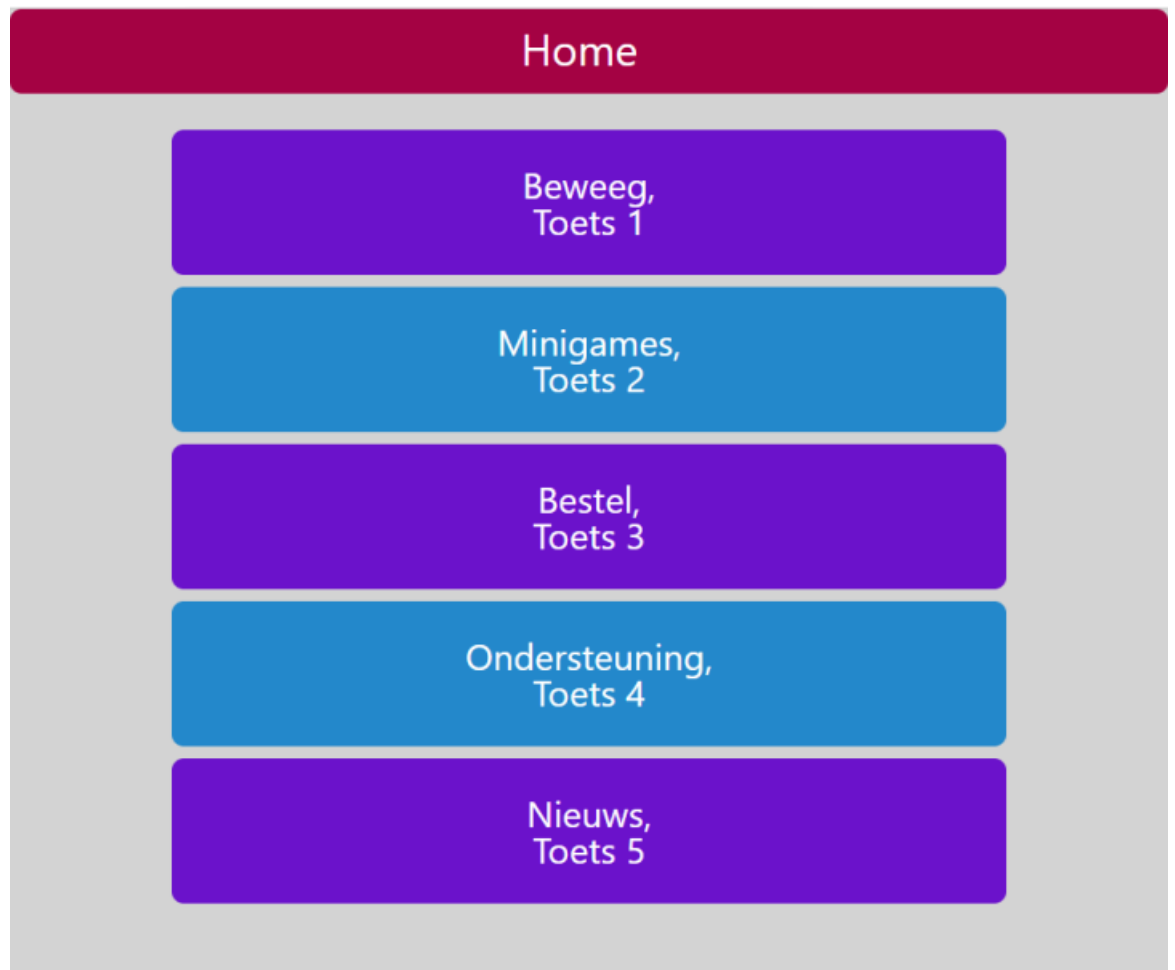 Home
Beweeg,
Toets 1
Minigames,
Toets 2
Bestel,
Toets 3
Ondersteuning,
Toets 4
Nieuws,
Toets 5